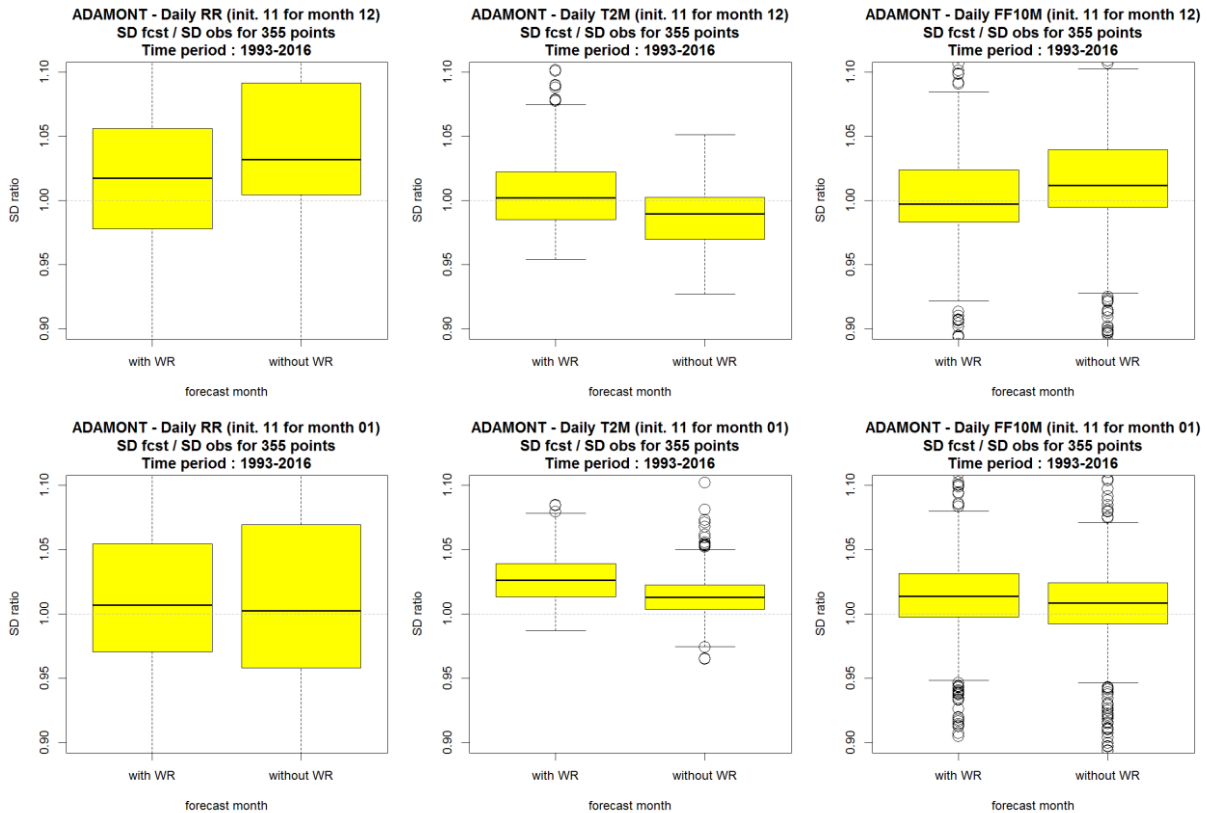 ADAMONT - Daily RR (init. 11 for month 12)
SD fcst / SD obs for 355 points
Time period : 1993-2016
SD ratio
1.10
1.05
1.00
0.95
0.90
with WR
without WR
forecast month
ADAMONT - Daily T2M (init. 11 for month 12)
SD fcst / SD obs for 355 points
Time period : 1993-2016
SD ratio
1.10
1.05
1.00
0.95
0.90
with WR
without WR
forecast month
ADAMONT - Daily FF10M (init. 11 for month 12)
SD fcst / SD obs for 355 points
Time period : 1993-2016
SD ratio
1.10
1.05
1.00
0.95
0.90
with WR
without WR
forecast month
ADAMONT - Daily RR (init. 11 for month 01)
SD fcst / SD obs for 355 points
Time period : 1993-2016
SD ratio
1.10
1.05
1.00
0.95
0.90
with WR
without WR
forecast month
ADAMONT - Daily T2M (init. 11 for month 01)
SD fcst / SD obs for 355 points
Time period : 1993-2016
SD ratio
1.10
1.05
1.00
0.95
0.90
with WR
without WR
forecast month
ADAMONT - Daily FF10M (init. 11 for month 01)
SD fcst / SD obs for 355 points
Time period : 1993-2016
SD ratio
1.10
1.05
1.00
0.95
0.90
with WR
without WR
forecast month